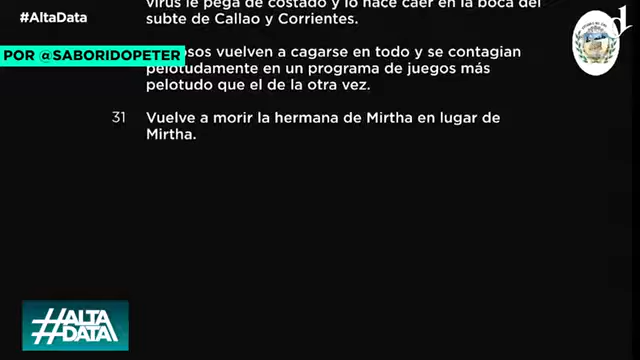 virus le pega de costado y lo hace caer en la boca del
#AltaData
subte de Callao y Corrientes.
POR @SABORIDOPETER
sos vuelven a cagarse en todo y se contagian
pelotudamente en un programa de juegos más
pelotudo que el de la otra vez.
31 Vuelve a morir la hermana de Mirtha en lugar de
Mirtha.
#ALTA
DATA